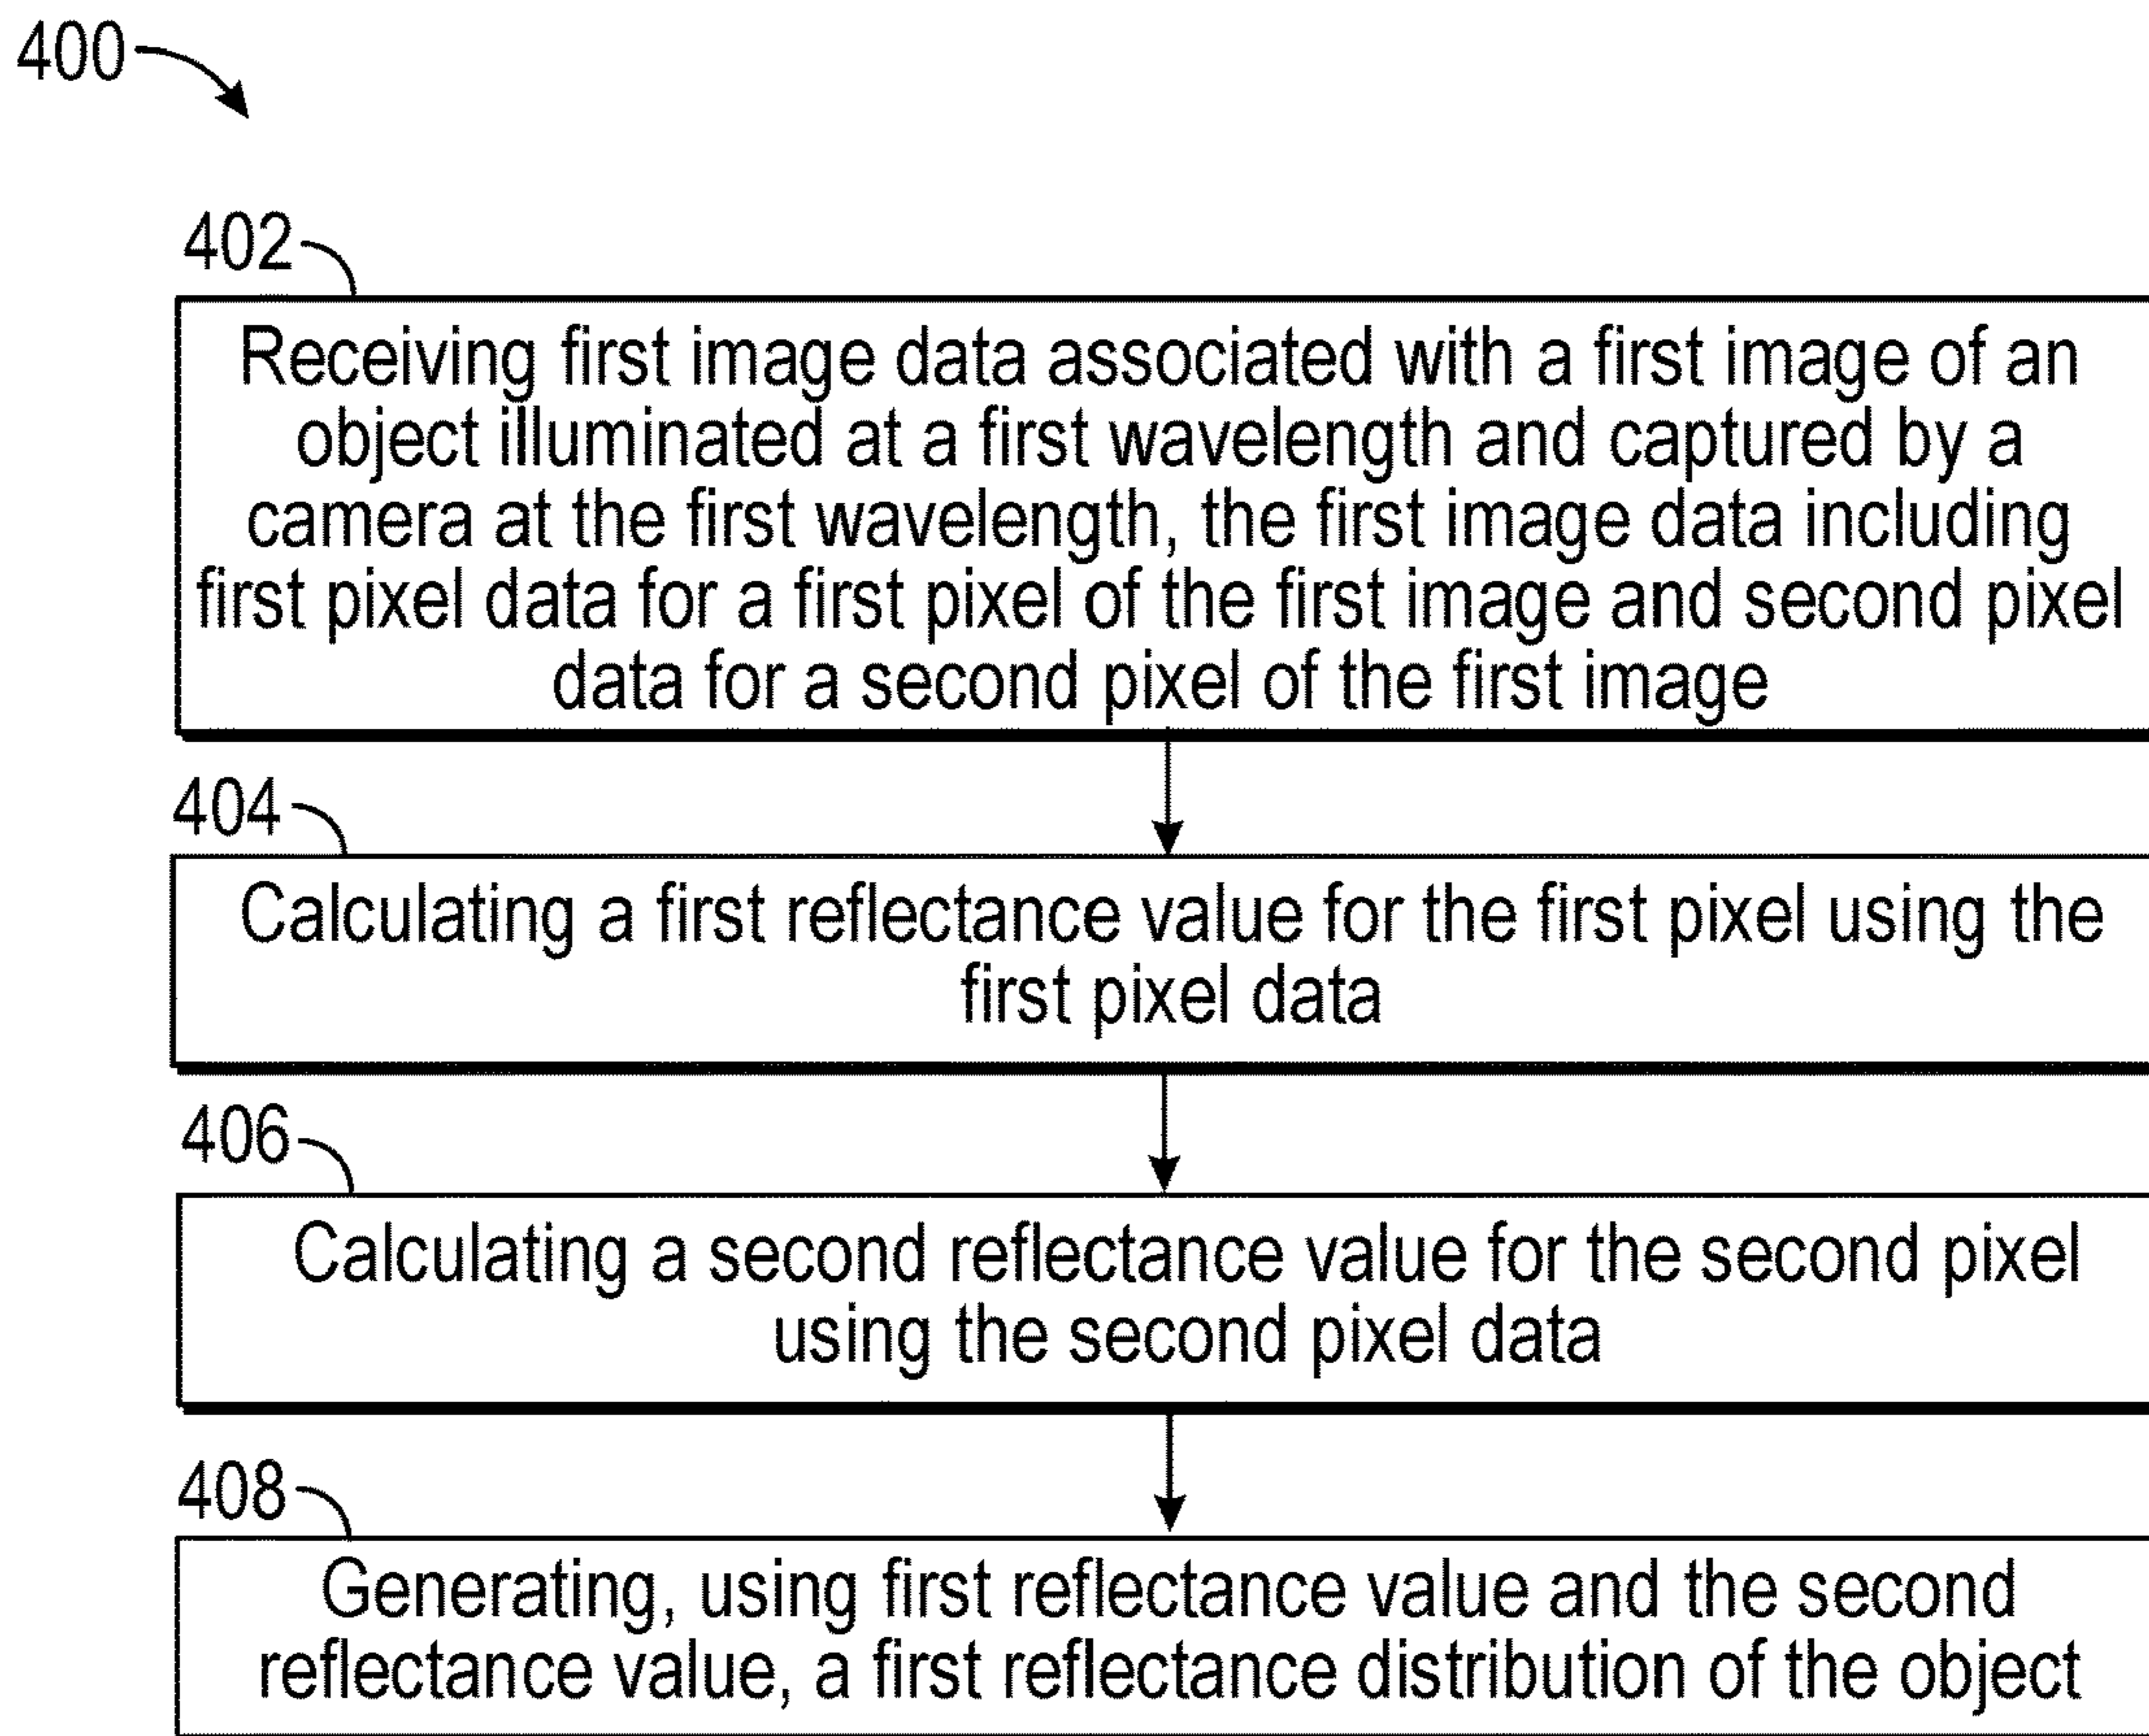 400
402
Receiving first image data associated with a first image of an
object illuminated at a first wavelength and captured by a
camera at the first wavelength, the first image data including
first pixel data for a first pixel of the first image and second pixel
data for a second pixel of the first image
404
Calculating a first reflectance value for the first pixel using the
first pixel data
406
Calculating a second reflectance value for the second pixel
using the second pixel data
408
Generating, using first reflectance value and the second
reflectance value, a first reflectance distribution of the object